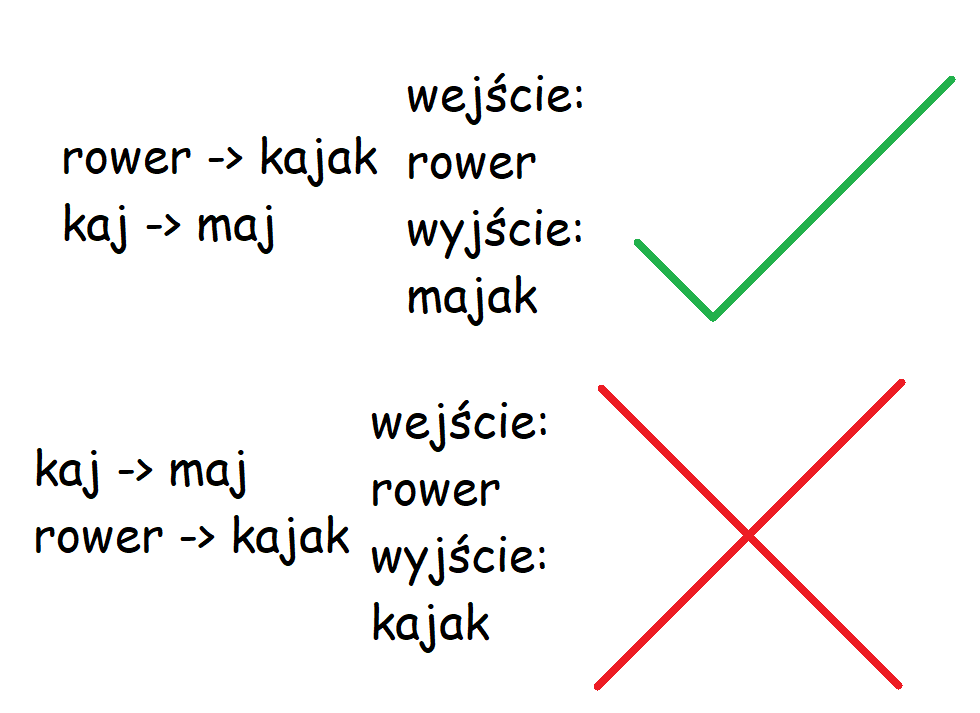 rower -> kajak
kaj -> maj
wejście:
rower
wyjście:
majak
kaj -> maj
rower -> kajak
wejście:
rower
wyjście:
kajak